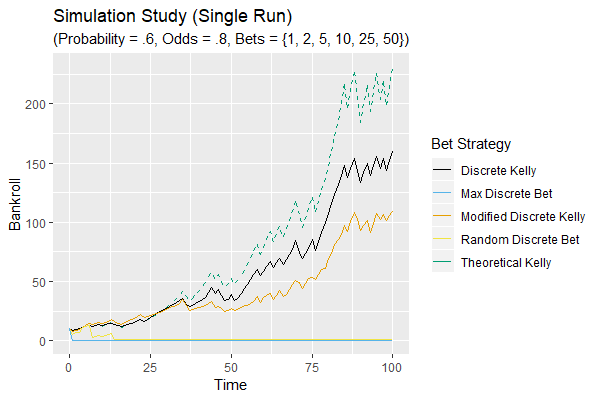 Simulation Study (Single Run)
(Probability = .6, Odds = .8, Bets = {1, 2, 5, 10, 25, 50})
200
150
100
50
0
Bankroll
0
25
50
75
100
Time
Bet Strategy
Discrete Kelly
Max Discrete Bet
Modified Discrete Kelly
Random Discrete Bet
Theoretical Kelly